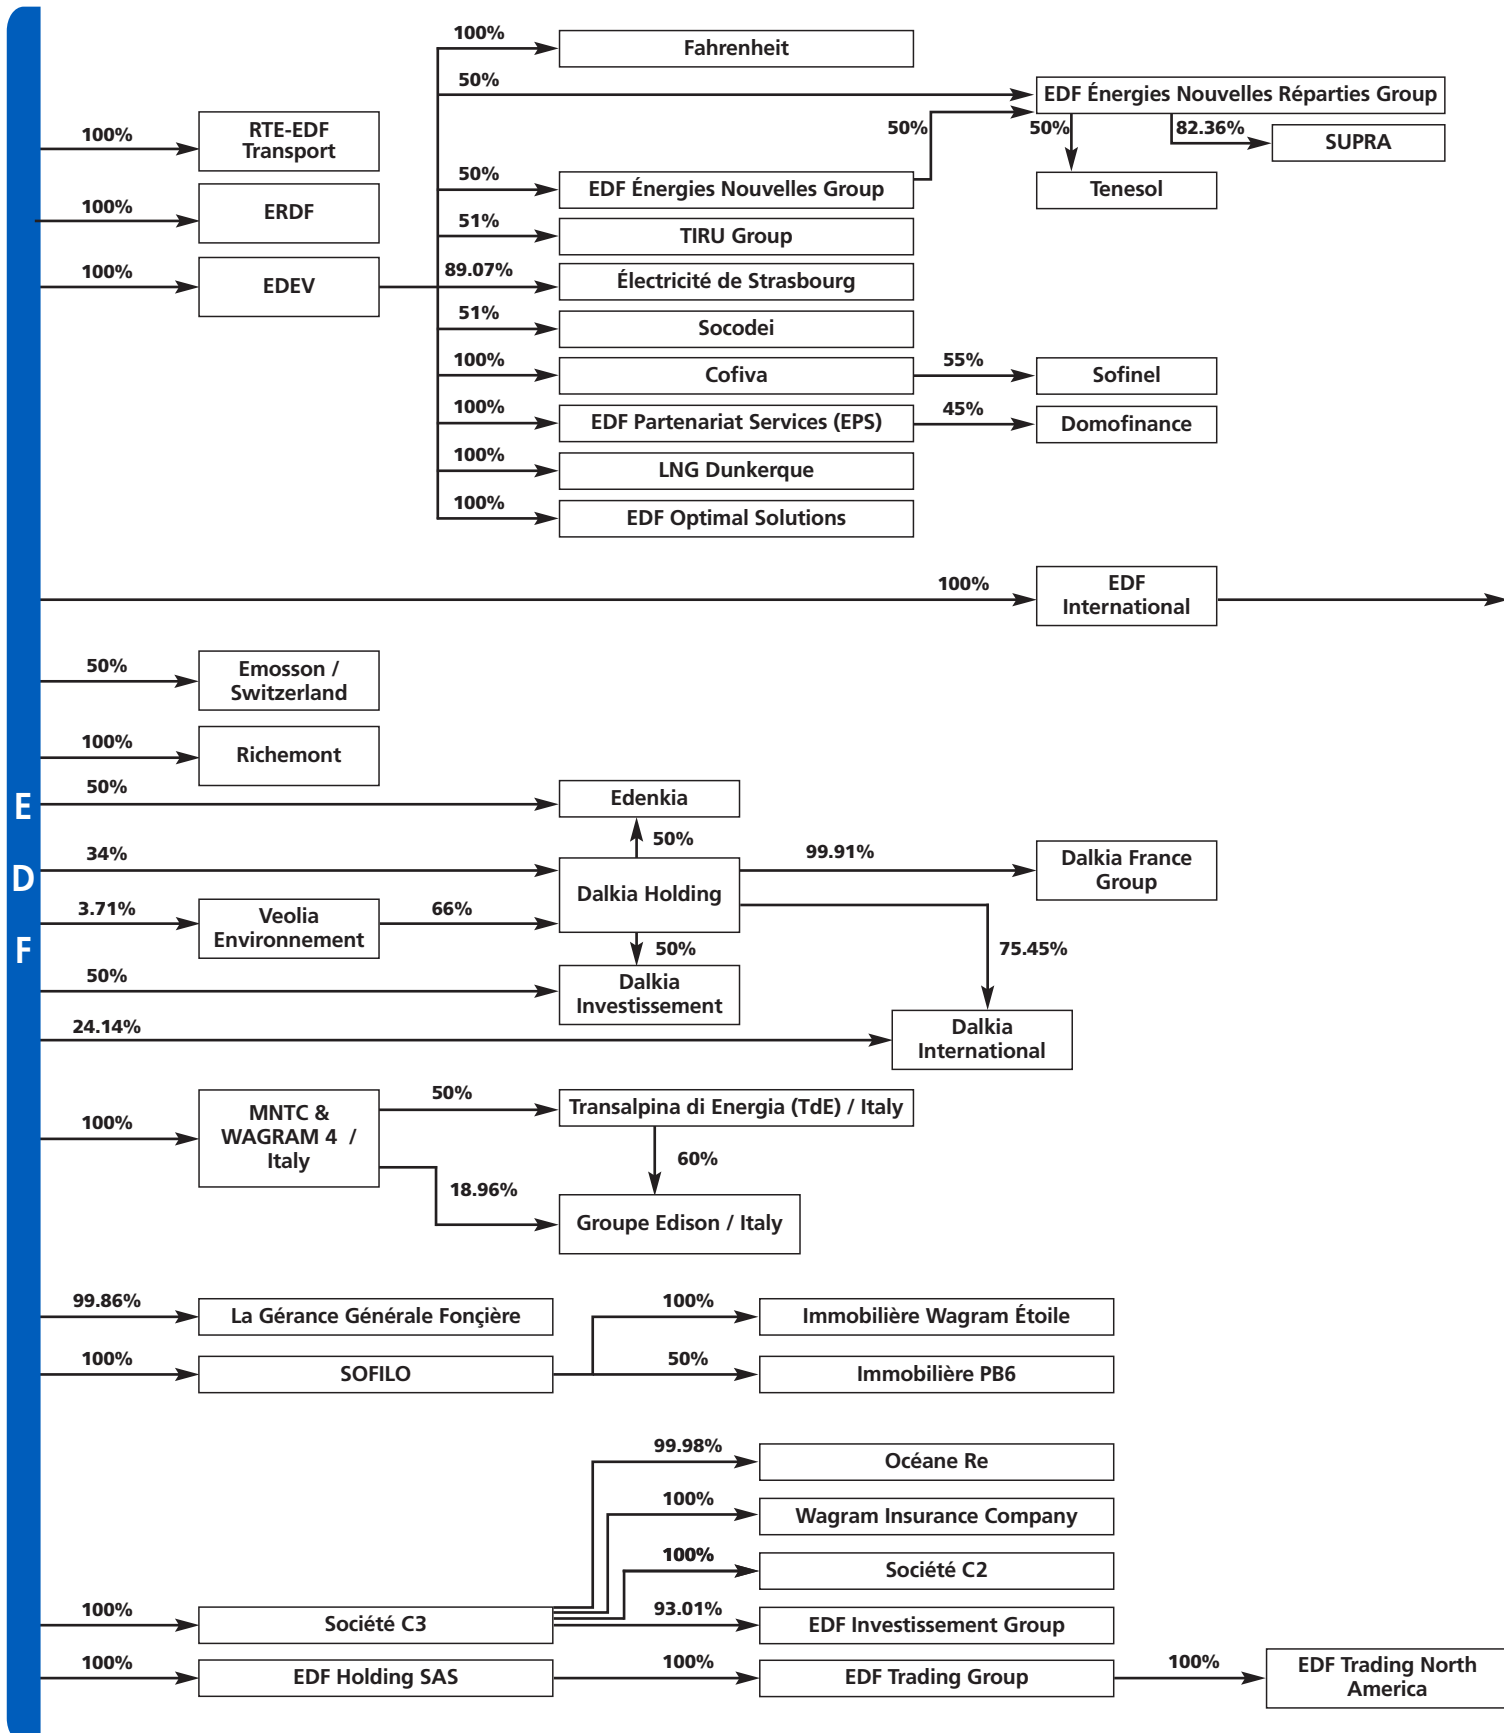 100%
Fahrenheit
50%
EDF Énergies Nouvelles Réparties Group
100%
RTE-EDF
Transport
50%
50%
82.36%
SUPRA
50%
EDF Énergies Nouvelles Group
Tenesol
100%
ERDF
51%
TIRU Group
100%
EDEV
89.07%
Électricité de Strasbourg
51%
Socodei
100%
Cofiva
55%
Sofinel
100%
EDF Partenariat Services (EPS)
45%
Domofinance
100%
LNG Dunkerque
100%
EDF Optimal Solutions
100%
EDF
International
50%
Emosson /
Switzerland
100%
Richemont
E
D
F
50%
Edenkia
50%
34%
Dalkia Holding
99.91%
Dalkia France
Group
3.71%
Veolia
Environnement
66%
50%
75.45%
50%
Dalkia
Investissement
24.14%
Dalkia
International
100%
MNTC &
WAGRAM 4 /
Italy
50%
Transalpina di Energia (TdE) / Italy
60%
18.96%
Groupe Edison / Italy
99.86%
La Gérance Générale Fonçière
100%
Immobilière Wagram Étoile
100%
SOFILO
50%
Immobilière PB6
99.98%
Océane Re
100%
Wagram Insurance Company
100%
Société C2
100%
Société C3
93.01%
EDF Investissement Group
100%
EDF Holding SAS
100%
EDF Trading Group
100%
EDF Trading North
America